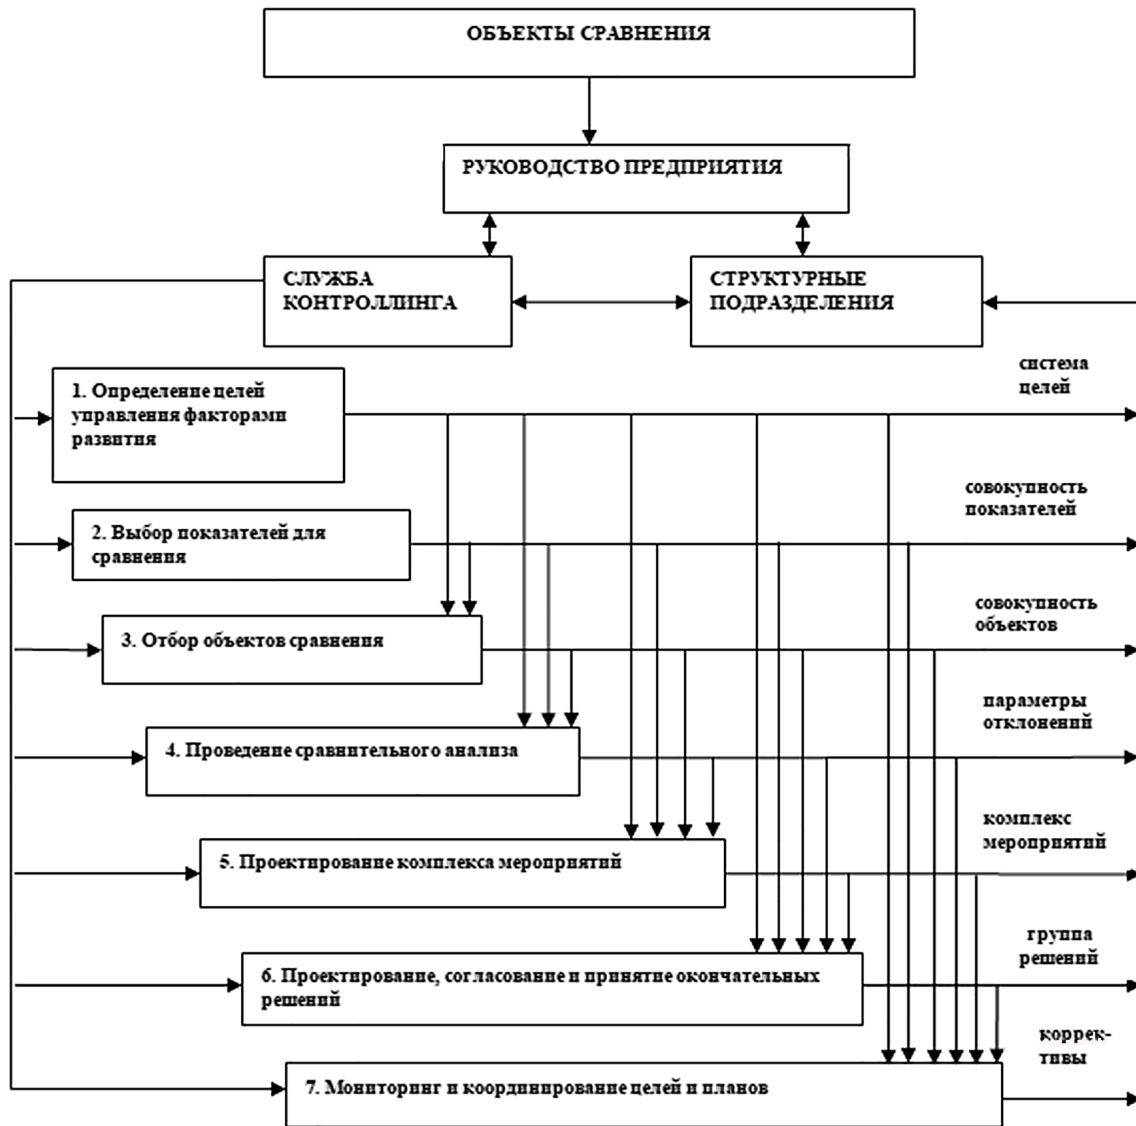 ОБЪЕКТЫ СРАВНЕНИЯ
РУКОВОДСТВО ПРЕДПРИЯТИЯ
СЛУЖБА
КОНТРОЛЛИНГА
СТРУКТУРНЫЕ
ПОДРАЗДЕЛЕНИЯ
система
целей
1. Определение целей
управления факторами
развития
совокупность
показателей
2. Выбор показателей для
сравнения
совокупность
объектов
3. Отбор объектов сравнения
параметры
отклонений
4. Проведение сравнительного анализа
комплекс
мероприятий
5. Проектирование комплекса мероприятий
группа
решений
6. Проектирование, согласование и принятие окончательных
решений
коррек-
тивы
7. Мониторинг и координирование целей и планов